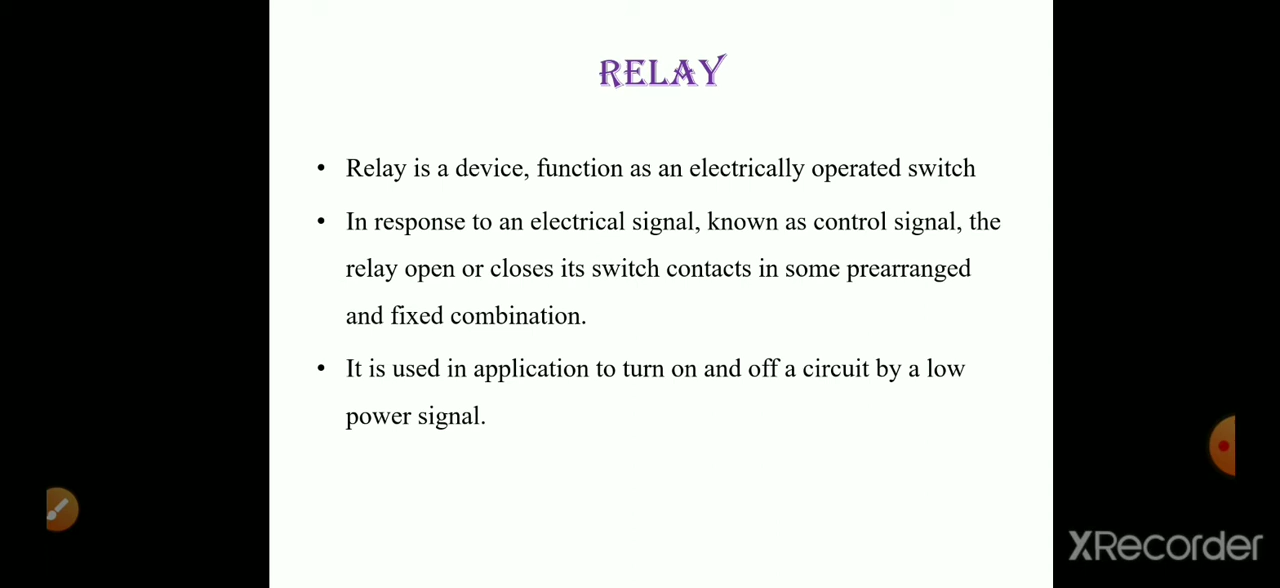 RELAY
• Relay is a device, function as an electrically operated switch
• In response to an electrical signal, known as control signal, the
relay open or closes its switch contacts in some prearranged
and fixed combination.
• It is used in application to turn on and off a circuit by a low
power signal.
XRecorder